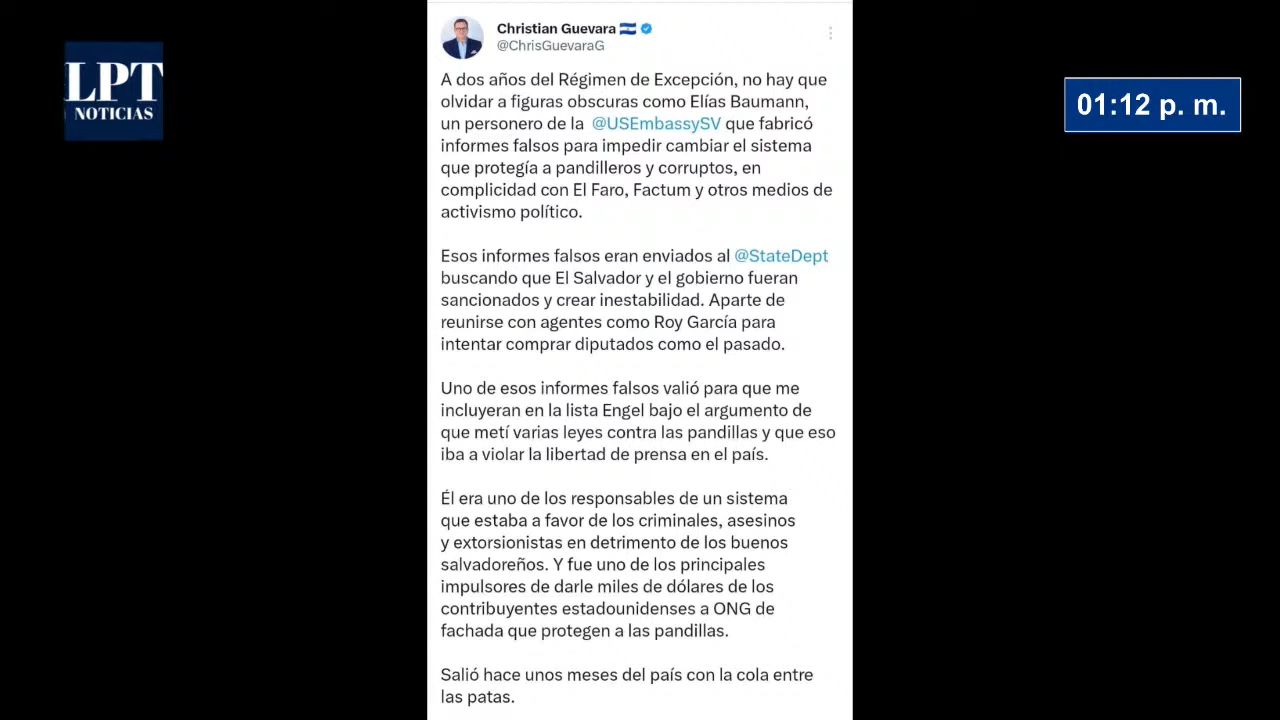 LPT
NOTICIAS
01:12 p. m.
Christian Guevara
@ChrisGuevaraG
A dos años del Régimen de Excepción, no hay que
olvidar a figuras obscuras como Elías Baumann,
un personero de la @USEmbassySV que fabricó
informes falsos para impedir cambiar el sistema
que protegía a pandilleros y corruptos, en
complicidad con El Faro, Factum y otros medios de
activismo político.
Esos informes falsos eran enviados al @StateDept
buscando que El Salvador y el gobierno fueran
sancionados y crear inestabilidad. Aparte de
reunirse con agentes como Roy García para
intentar comprar diputados como el pasado.
Uno de esos informes falsos valió para que me
incluyeran en la lista Engel bajo el argumento de
que metí varias leyes contra las pandillas y que eso
iba a violar la libertad de prensa en el país.
Él era uno de los responsables de un sistema
que estaba a favor de los criminales, asesinos
y extorsionistas en detrimento de los buenos
salvadoreños. Y fue uno de los principales
impulsores de darle miles de dólares de los
contribuyentes estadounidenses a ONG de
fachada que protegen a las pandillas.
Salió hace unos meses del país con la cola entre
las patas.